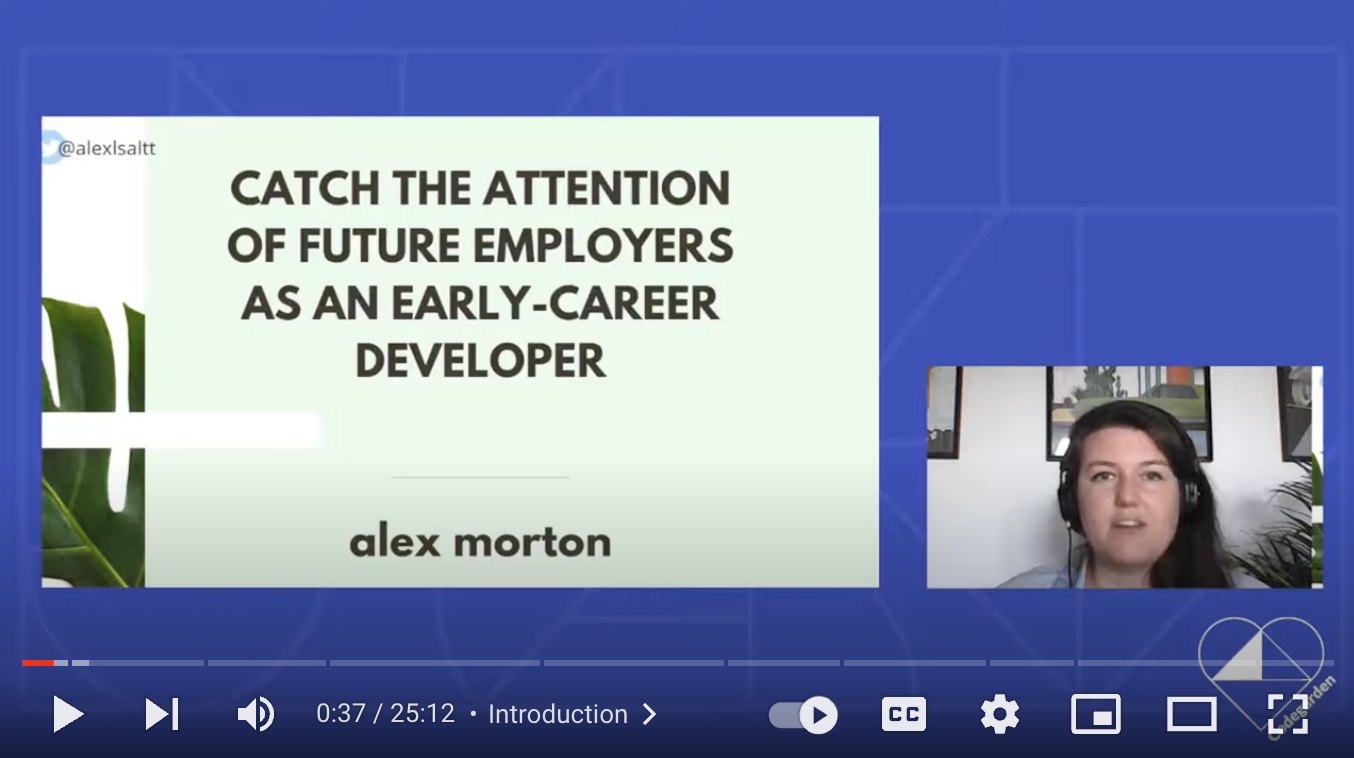 @alexlsaltt
CATCH THE ATTENTION
OF FUTURE EMPLOYERS
AS AN EARLY-CAREER
DEVELOPER
alex morton
Codegarden
0:37 / 25:12 • Introduction
CC